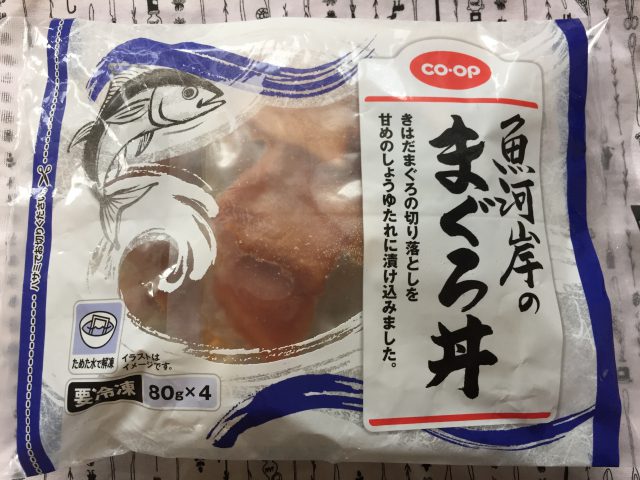 CO·OP
魚河岸の
まぐろ丼
きはだまぐろの切り落としを
甘めのしょうゆたれに漬け込みました。
ためた水で解凍
イラストは
イメージです。
要冷凍
80g×4